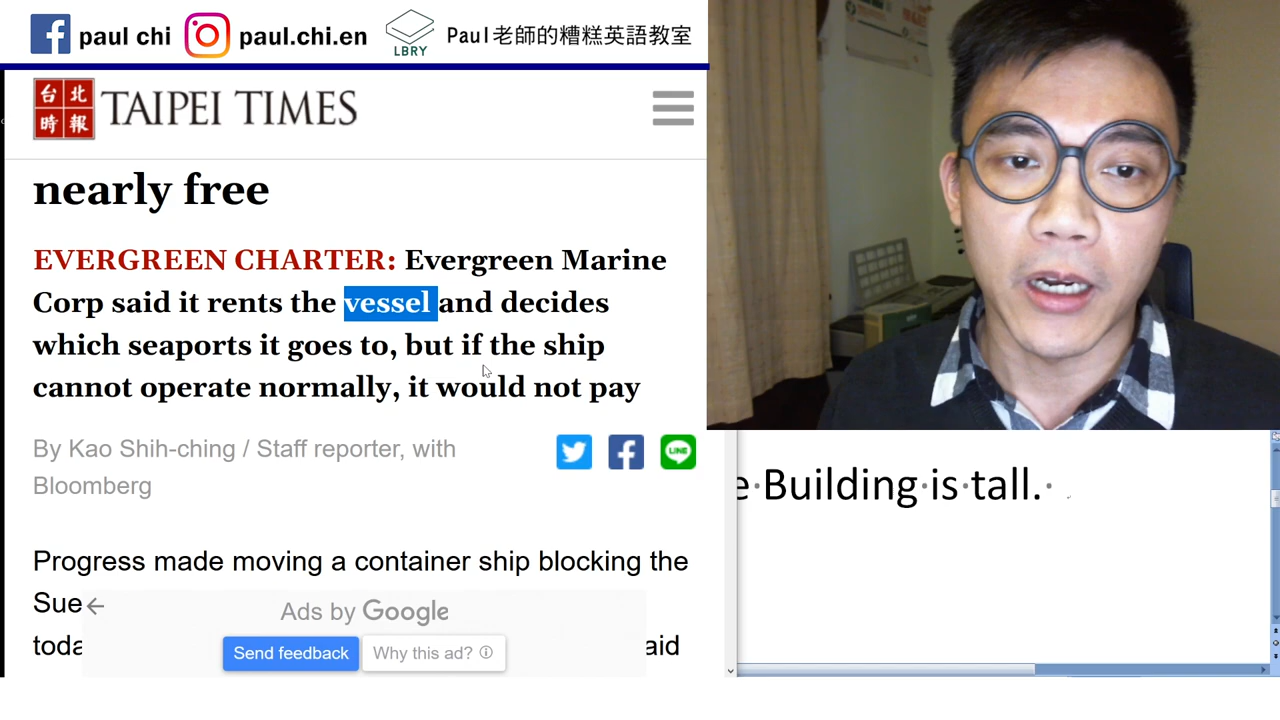 paul chi
paul.chi.en
LBRY
Paul老師的糟糕英語教室
台北時報
TAIPEI TIMES
nearly free
EVERGREEN CHARTER: Evergreen Marine
Corp said it rents the vessel and decides
which seaports it goes to, but if the ship
cannot operate normally, it would not pay
By Kao Shih-ching / Staff reporter, with
Bloomberg
LINE
Progress made moving a container ship blocking the
Sue
toda
aid
Ads by Google
Send feedback
Why this ad?
e Building is tall.